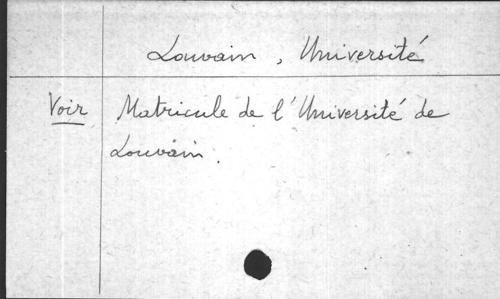 Louvain, Université
Voir Matricule de l'Université de
Louvain.